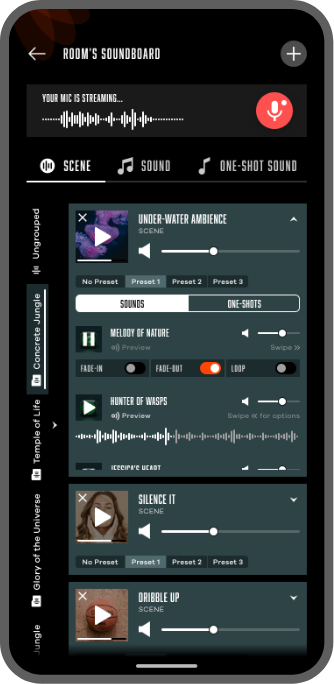 ROOM'S SOUNDBOARD
YOUR MIC IS STREAMING...
SCENE
SOUND
ONE-SHOT SOUND
Ungrouped
Concrete Jungle
Temple of Life
Glory of the Universe
Jungle
UNDER-WATER AMBIENCE
SCENE
No Preset
Preset 1
Preset 2
Preset 3
SOUNDS
ONE-SHOTS
MELODY OF NATURE
Preview
Swipe »
FADE-IN
FADE-OUT
LOOP
HUNTER OF WASPS
Preview
Swipe « for options
JESSICA'S HEART
SILENCE IT
SCENE
No Preset
Preset 1
Preset 2
Preset 3
DRIBBLE UP
SCENE